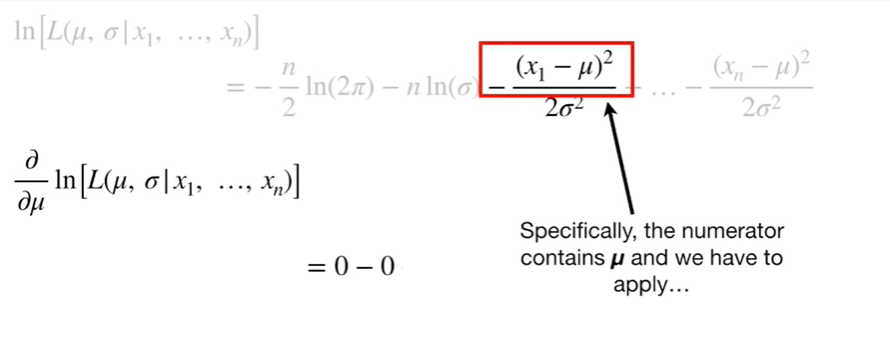 ln[L(μ, σ|x₁, …, xₙ)]
= − n/2 ln(2π) − n ln(σ) − (x₁ − μ)²/2σ² − … − (xₙ − μ)²/2σ²
∂/∂μ ln[L(μ, σ|x₁, …, xₙ)]
= 0 − 0
Specifically, the numerator
contains μ and we have to
apply…